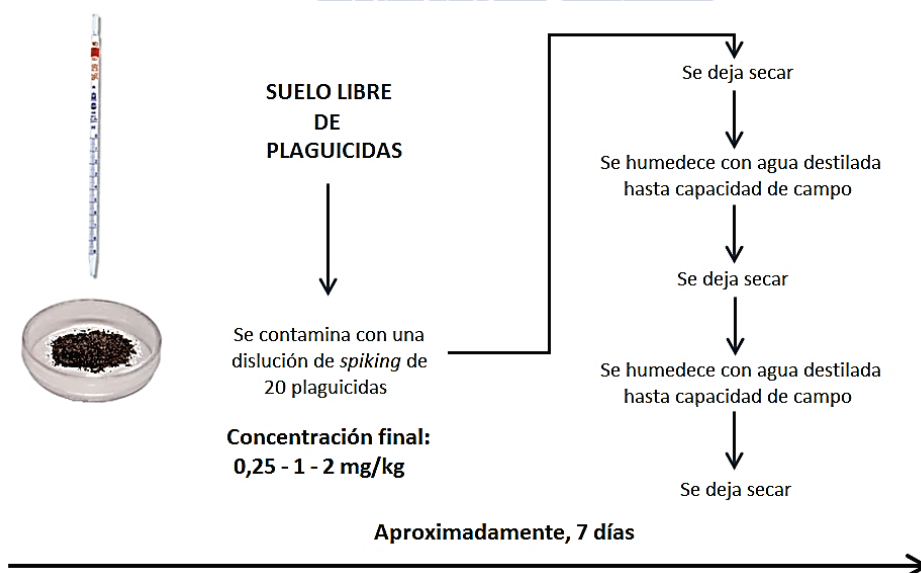 SUELO LIBRE
DE
PLAGUICIDAS
Se contamina con una
dislución de spiking de
20 plaguicidas
Concentración final:
0,25 - 1 - 2 mg/kg
Se deja secar
Se humedece con agua destilada
hasta capacidad de campo
Se deja secar
Se humedece con agua destilada
hasta capacidad de campo
Se deja secar
Aproximadamente, 7 días